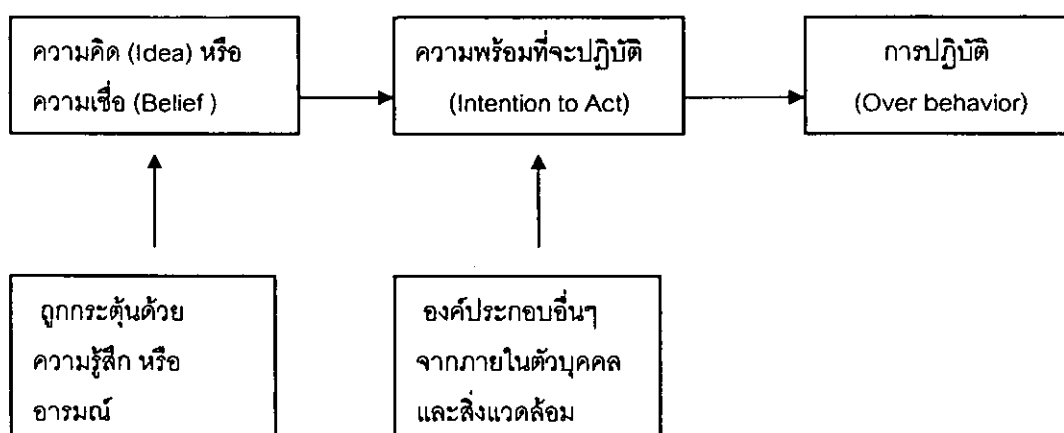 ความคิด (Idea) หรือ
ความเชื่อ (Belief )
ความพร้อมที่จะปฏิบัติ
(Intention to Act)
การปฏิบัติ
(Over behavior)
ถูกกระตุ้นด้วย
ความรู้สึก หรือ
อารมณ์
องค์ประกอบอื่นๆ
จากภายในตัวบุคคล
และสิ่งแวดล้อม